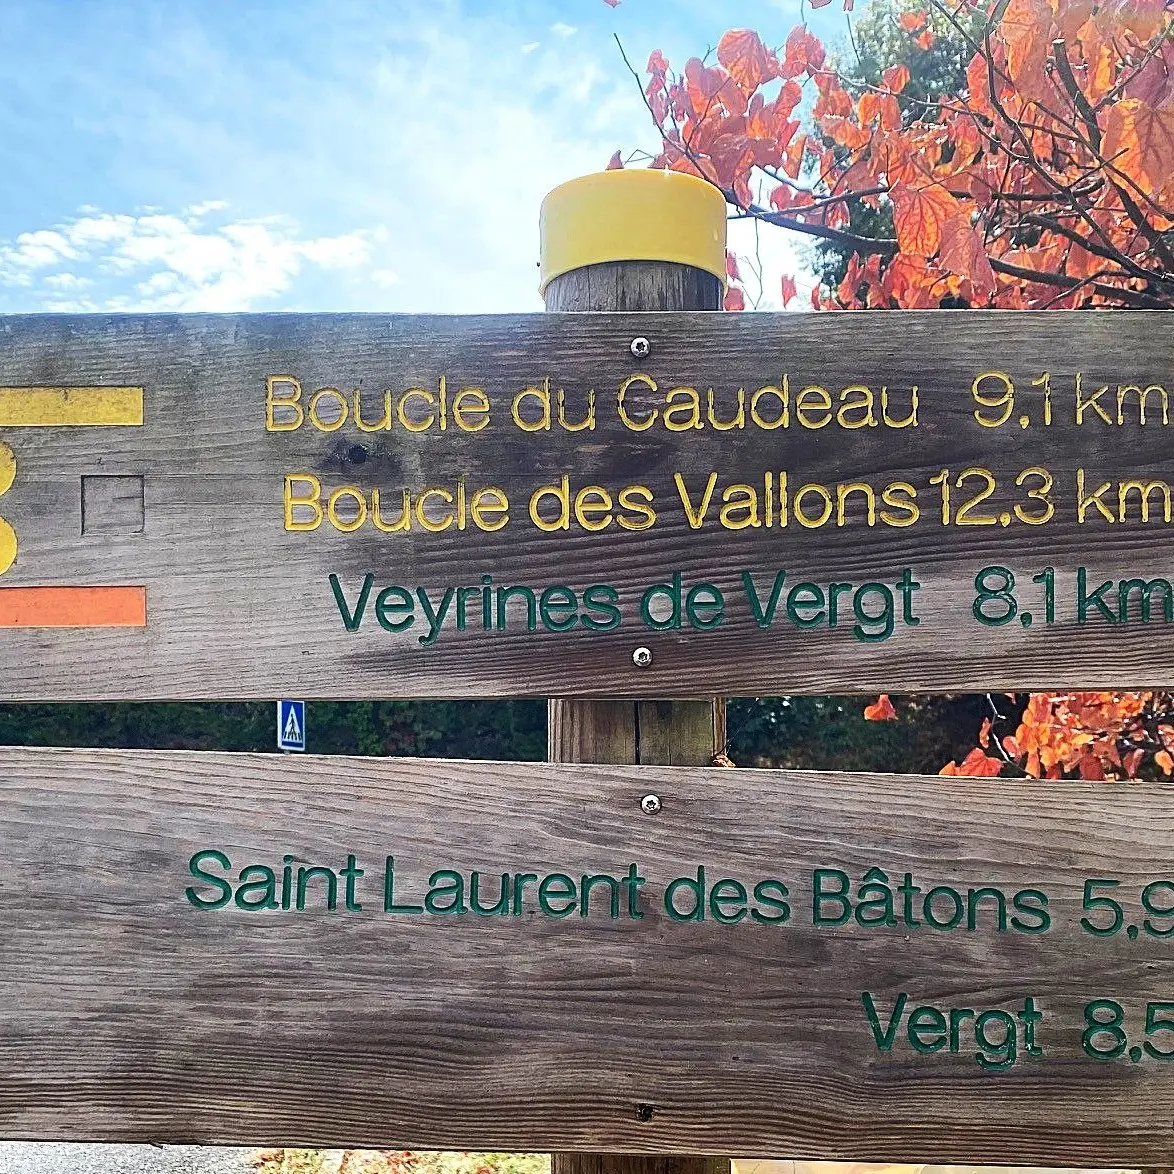 Boucle du Caudeau 9,1 km
Boucle des Vallons 12,3 km
Veyrines de Vergt 8,1 km
Saint Laurent des Bâtons 5,9
Vergt 8,5